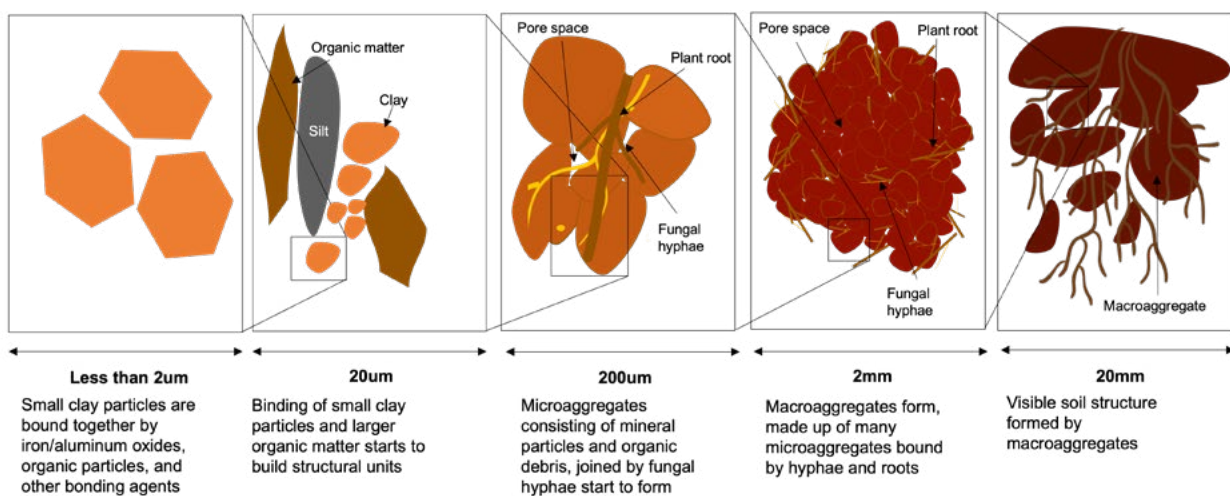 Organic matter
Silt
Clay
Pore space
Plant root
Fungal
hyphae
Pore space
Plant root
Fungal
hyphae
Macroaggregate
Less than 2um
Small clay particles are
bound together by
iron/aluminum oxides,
organic particles, and
other bonding agents
20um
Binding of small clay
particles and larger
organic matter starts to
build structural units
200um
Microaggregates
consisting of mineral
particles and organic
debris, joined by fungal
hyphae start to form
2mm
Macroaggregates form,
made up of many
microaggregates bound
by hyphae and roots
20mm
Visible soil structure
formed by
macroaggregates